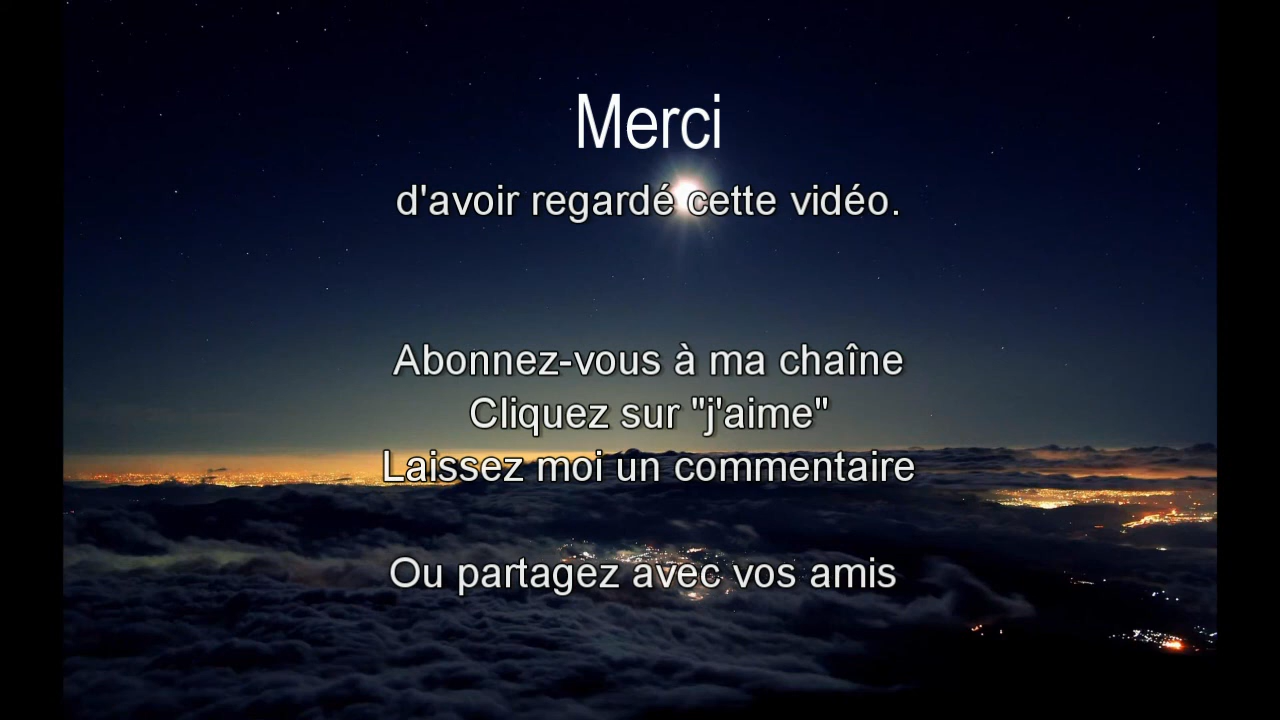 Merci
d'avoir regardé cette vidéo.
Abonnez-vous à ma chaîne
Cliquez sur "j'aime"
Laissez moi un commentaire
Ou partagez avec vos amis